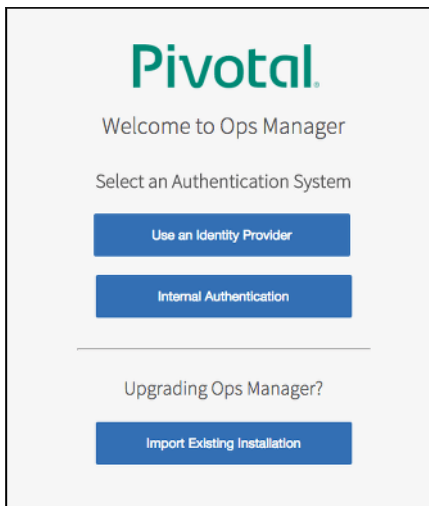 Pivotal.
Welcome to Ops Manager
Select an Authentication System
Use an Identity Provider
Internal Authentication
Upgrading Ops Manager?
Import Existing Installation